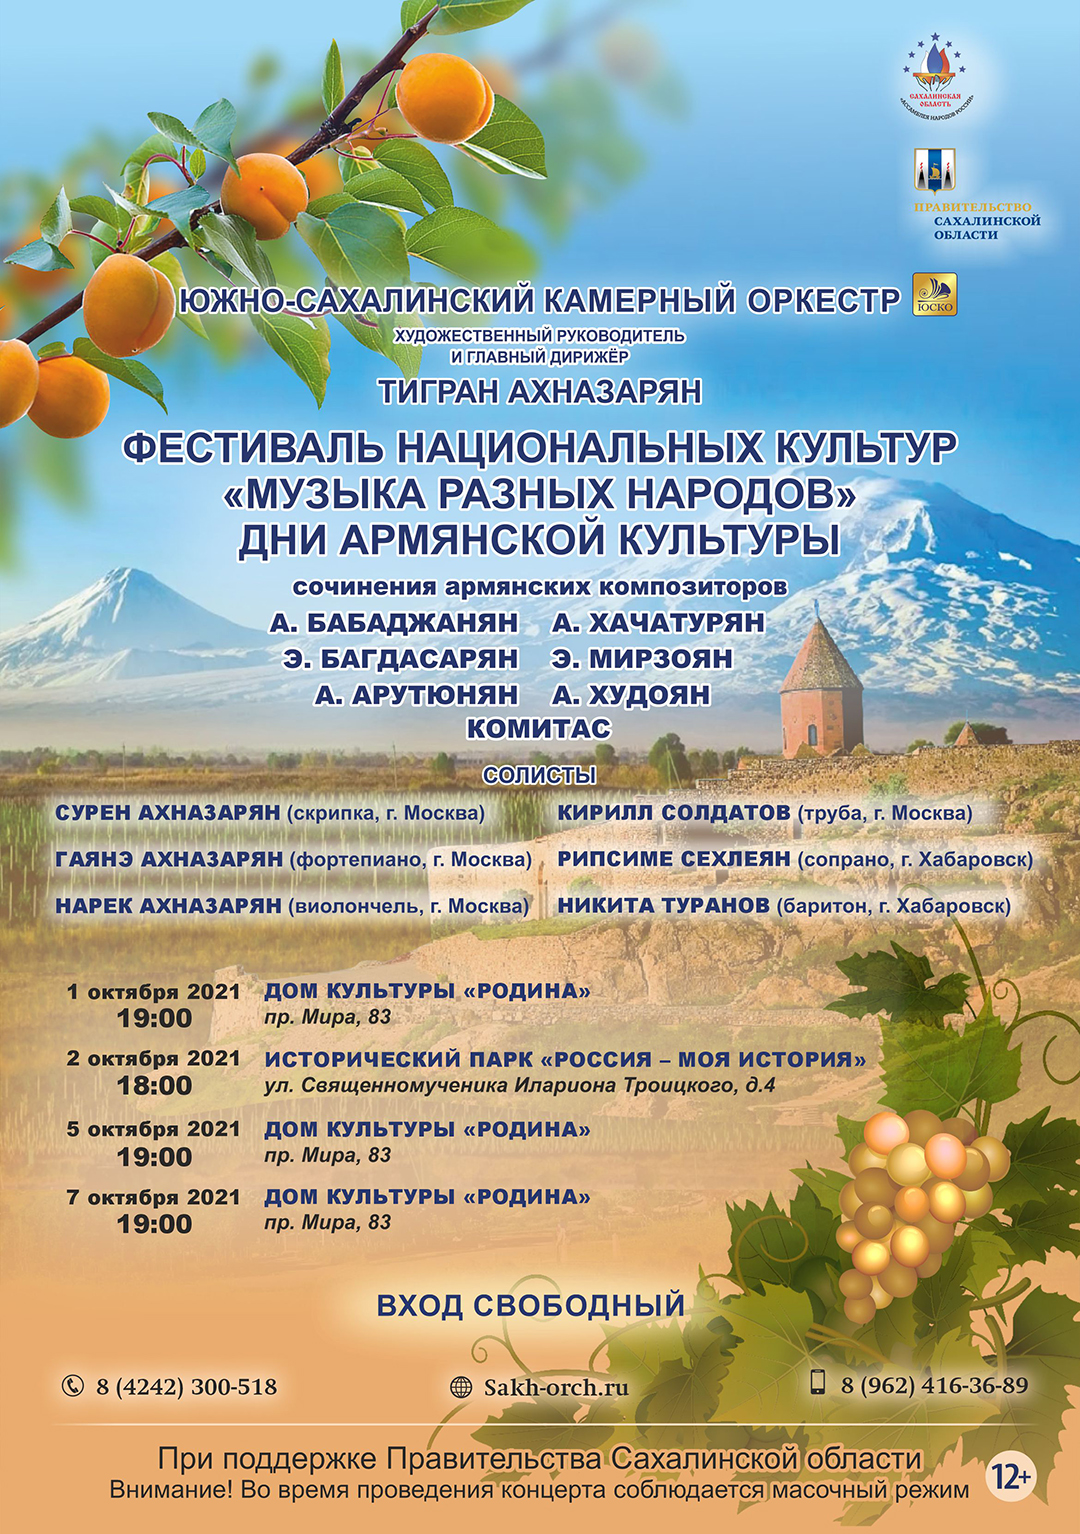 САХАЛИНСКАЯ
ОБЛАСТЬ
«АССАМБЛЕЯ НАРОДОВ РОССИИ»
ПРАВИТЕЛЬСТВО
САХАЛИНСКОЙ
ОБЛАСТИ
ЮЖНО-САХАЛИНСКИЙ КАМЕРНЫЙ ОРКЕСТР
ЮСКО
ХУДОЖЕСТВЕННЫЙ РУКОВОДИТЕЛЬ
И ГЛАВНЫЙ ДИРИЖЁР
ТИГРАН АХНАЗАРЯН
ФЕСТИВАЛЬ НАЦИОНАЛЬНЫХ КУЛЬТУР
«МУЗЫКА РАЗНЫХ НАРОДОВ»
ДНИ АРМЯНСКОЙ КУЛЬТУРЫ
сочинения армянских композиторов
А. БАБАДЖАНЯН А. ХАЧАТУРЯН
Э. БАГДАСАРЯН Э. МИРЗОЯН
А. АРУТЮНЯН А. ХУДОЯН
КОМИТАС
СОЛИСТЫ
СУРЕН АХНАЗАРЯН (скрипка, г. Москва) КИРИЛЛ СОЛДАТОВ (труба, г. Москва)
ГАЯНЭ АХНАЗАРЯН (фортепиано, г. Москва) РИПСИМЕ СЕХЛЕЯН (сопрано, г. Хабаровск)
НАРЕК АХНАЗАРЯН (виолончель, г. Москва) НИКИТА ТУРАНОВ (баритон, г. Хабаровск)
1 октября 2021 ДОМ КУЛЬТУРЫ «РОДИНА»
19:00 пр. Мира, 83
2 октября 2021 ИСТОРИЧЕСКИЙ ПАРК «РОССИЯ – МОЯ ИСТОРИЯ»
18:00 ул. Священномученика Илариона Троицкого, д.4
5 октября 2021 ДОМ КУЛЬТУРЫ «РОДИНА»
19:00 пр. Мира, 83
7 октября 2021 ДОМ КУЛЬТУРЫ «РОДИНА»
19:00 пр. Мира, 83
ВХОД СВОБОДНЫЙ
8 (4242) 300-518 Sakh-orch.ru 8 (962) 416-36-89
При поддержке Правительства Сахалинской области
Внимание! Во время проведения концерта соблюдается масочный режим
12+